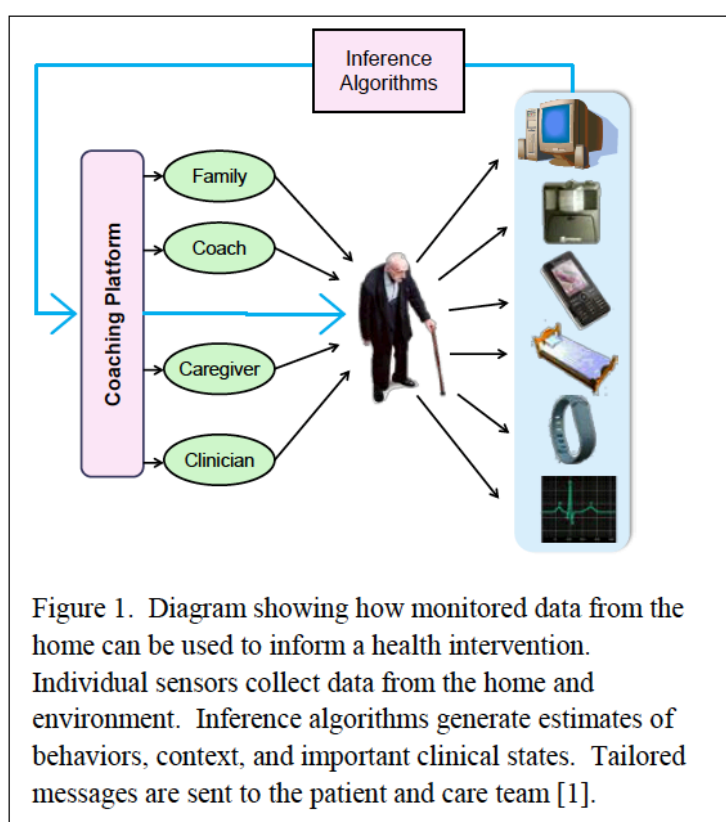 Inference
Algorithms
Coaching Platform
Family
Coach
Caregiver
Clinician
Figure 1.  Diagram showing how monitored data from the
home can be used to inform a health intervention.
Individual sensors collect data from the home and
environment.  Inference algorithms generate estimates of
behaviors, context, and important clinical states.  Tailored
messages are sent to the patient and care team [1].